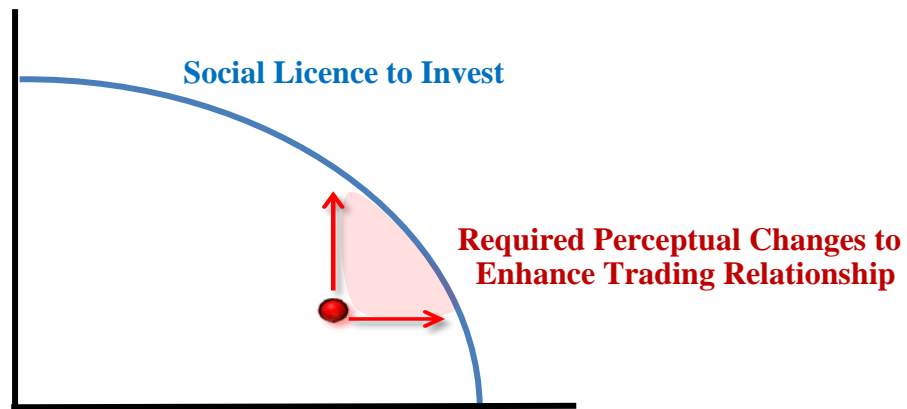 Social Licence to Invest
Required Perceptual Changes to
Enhance Trading Relationship